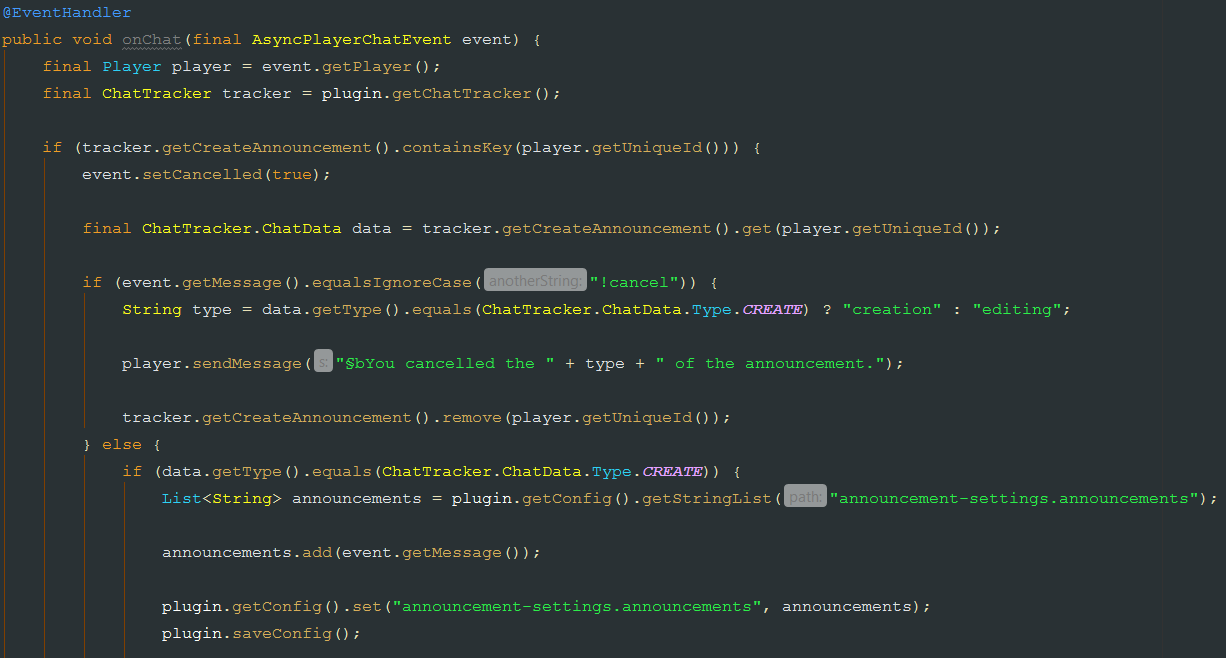 @EventHandler
public void onChat(final AsyncPlayerChatEvent event) {
final Player player = event.getPlayer();
final ChatTracker tracker = plugin.getChatTracker();
if (tracker.getCreateAnnouncement().containsKey(player.getUniqueId())) {
event.setCancelled(true);
final ChatTracker.ChatData data = tracker.getCreateAnnouncement().get(player.getUniqueId());
if (event.getMessage().equalsIgnoreCase( anotherString: "!cancel")) {
String type = data.getType().equals(ChatTracker.ChatData.Type.CREATE) ? "creation" : "editing";
player.sendMessage( s: "§bYou cancelled the " + type + " of the announcement.");
tracker.getCreateAnnouncement().remove(player.getUniqueId());
} else {
if (data.getType().equals(ChatTracker.ChatData.Type.CREATE)) {
List<String> announcements = plugin.getConfig().getStringList( path: "announcement-settings.announcements");
announcements.add(event.getMessage());
plugin.getConfig().set("announcement-settings.announcements", announcements);
plugin.saveConfig();